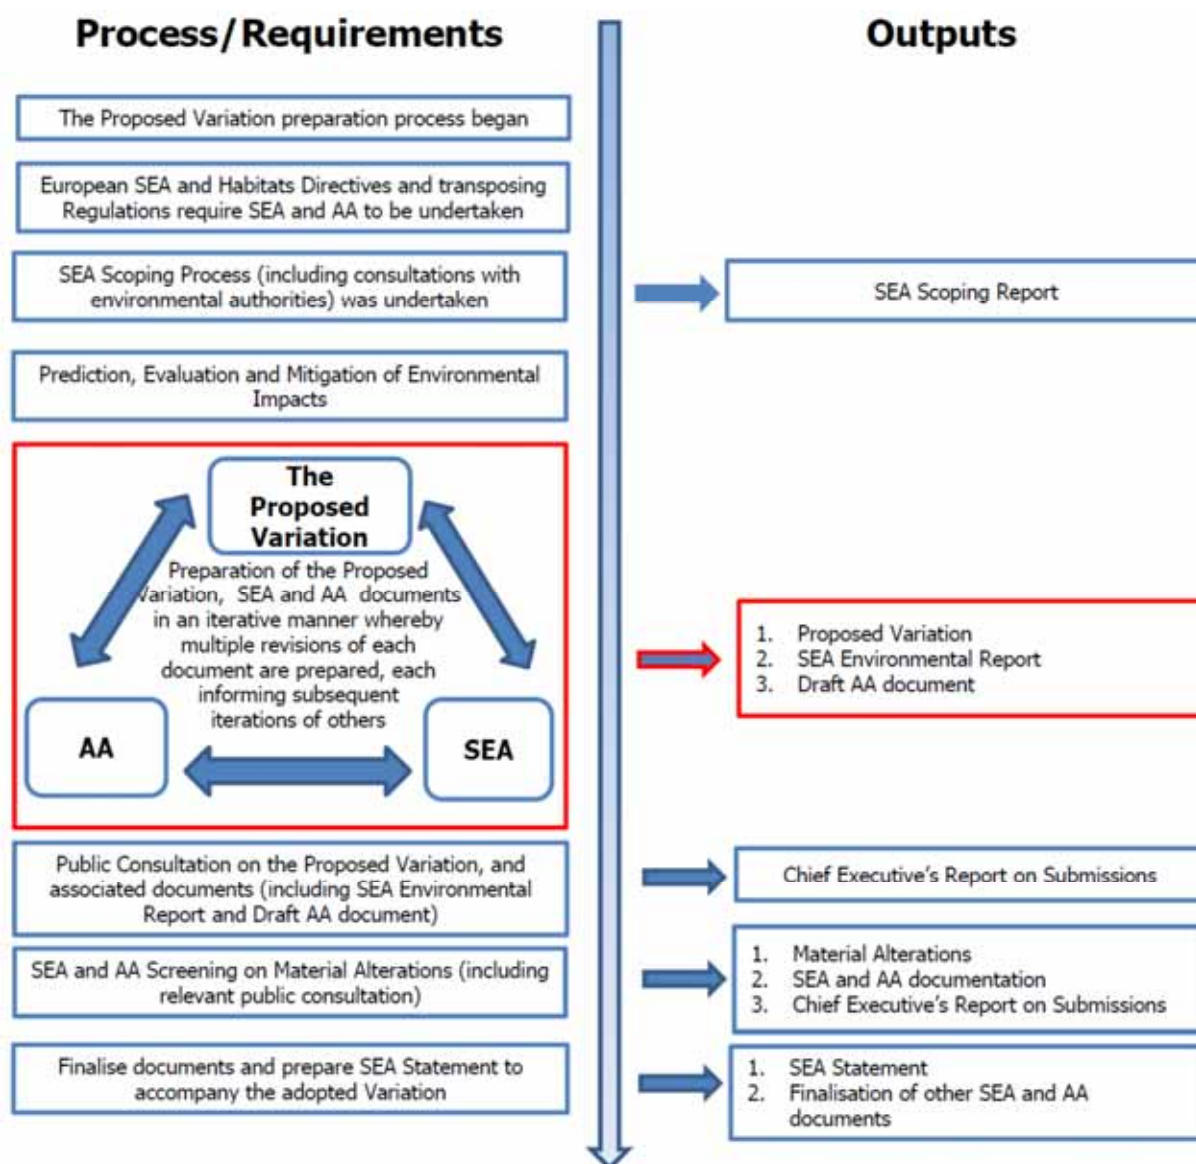 Process/Requirements
Outputs
The Proposed Variation preparation process began
European SEA and Habitats Directives and transposing
Regulations require SEA and AA to be undertaken
SEA Scoping Process (including consultations with
environmental authorities) was undertaken
SEA Scoping Report
Prediction, Evaluation and Mitigation of Environmental
Impacts
The
Proposed
Variation
Preparation of the Proposed
Variation, SEA and AA documents
in an iterative manner whereby
multiple revisions of each
document are prepared, each
informing subsequent
iterations of others
AA
SEA
1. Proposed Variation
2. SEA Environmental Report
3. Draft AA document
Public Consultation on the Proposed Variation, and
associated documents (including SEA Environmental
Report and Draft AA document)
Chief Executive's Report on Submissions
SEA and AA Screening on Material Alterations (including
relevant public consultation)
1. Material Alterations
2. SEA and AA documentation
3. Chief Executive's Report on Submissions
Finalise documents and prepare SEA Statement to
accompany the adopted Variation
1. SEA Statement
2. Finalisation of other SEA and AA
documents